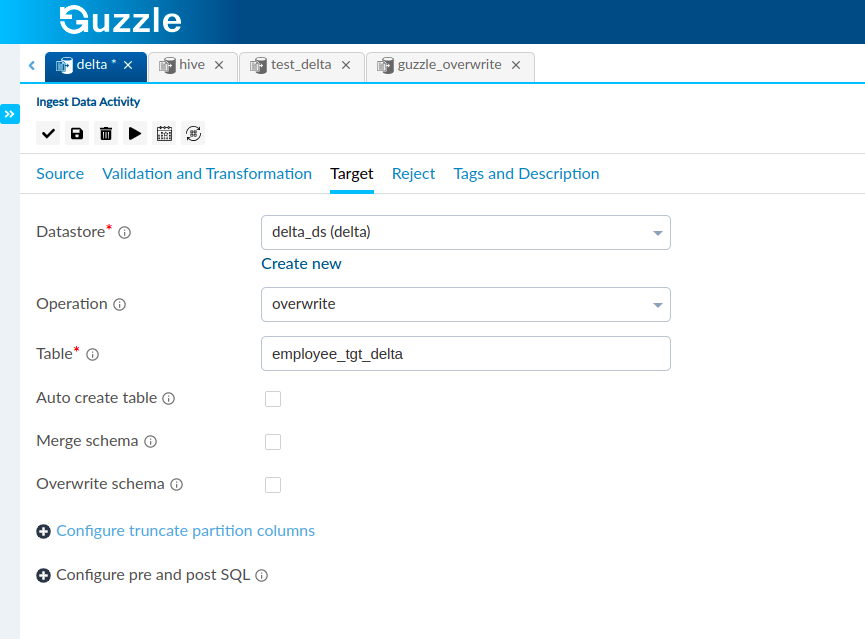 Guzzle
delta * × hive × test_delta × guzzle_overwrite ×
Ingest Data Activity
Source Validation and Transformation Target Reject Tags and Description
Datastore* delta_ds (delta)
Create new
Operation overwrite
Table* employee_tgt_delta
Auto create table
Merge schema
Overwrite schema
Configure truncate partition columns
Configure pre and post SQL